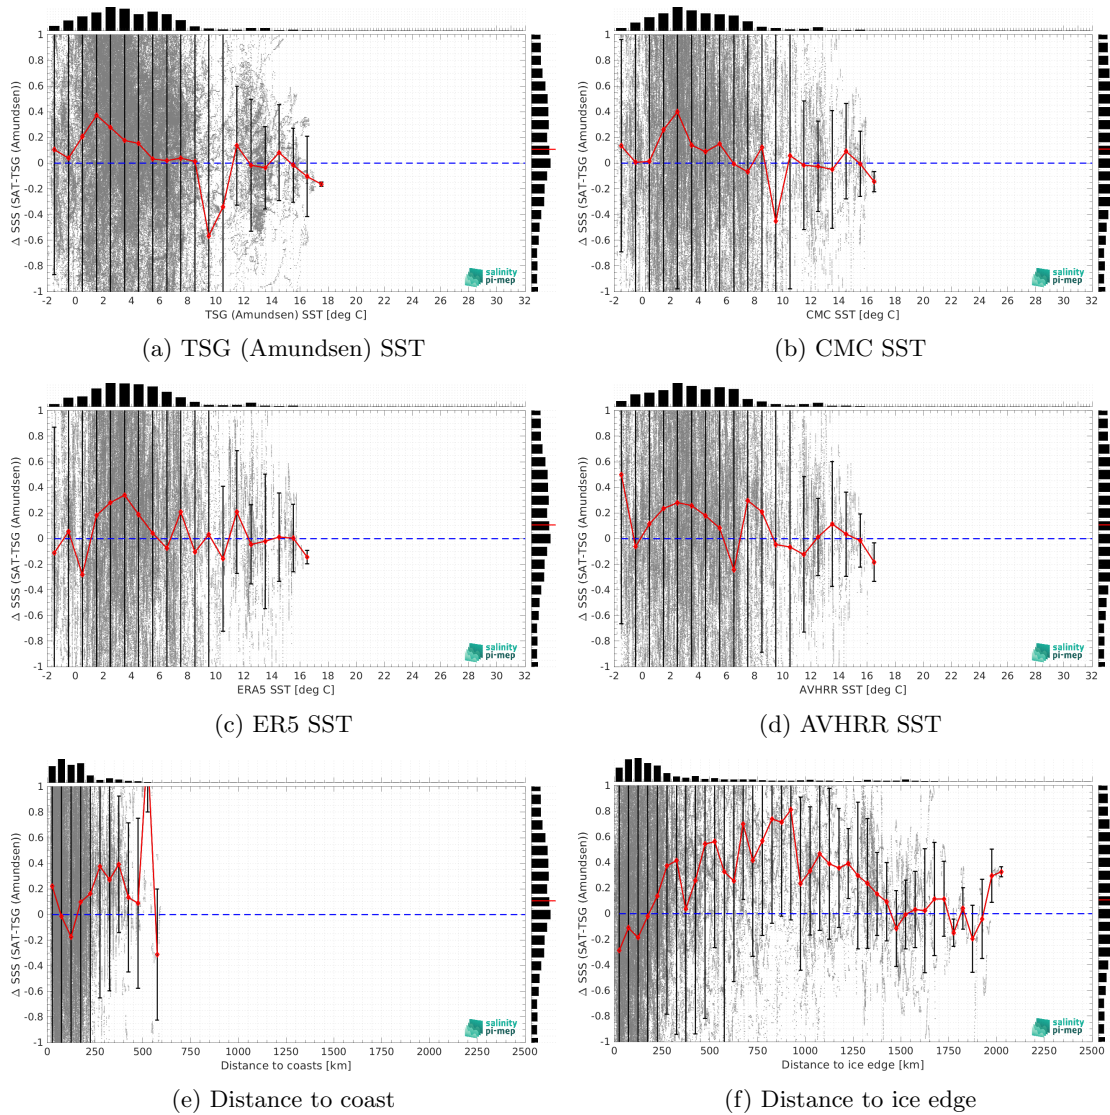 1
0.8
0.6
0.4
0.2
0
-0.2
-0.4
-0.6
-0.8
-1
Δ SSS (SAT-TSG (Amundsen))
salinity
pi-mep
-2 0 2 4 6 8 10 12 14 16 18 20 22 24 26 28 30 32
TSG (Amundsen) SST [deg C]
(a) TSG (Amundsen) SST
1
0.8
0.6
0.4
0.2
0
-0.2
-0.4
-0.6
-0.8
-1
Δ SSS (SAT-TSG (Amundsen))
salinity
pi-mep
-2 0 2 4 6 8 10 12 14 16 18 20 22 24 26 28 30 32
CMC SST [deg C]
(b) CMC SST
1
0.8
0.6
0.4
0.2
0
-0.2
-0.4
-0.6
-0.8
-1
Δ SSS (SAT-TSG (Amundsen))
salinity
pi-mep
-2 0 2 4 6 8 10 12 14 16 18 20 22 24 26 28 30 32
ERA5 SST [deg C]
(c) ER5 SST
1
0.8
0.6
0.4
0.2
0
-0.2
-0.4
-0.6
-0.8
-1
Δ SSS (SAT-TSG (Amundsen))
salinity
pi-mep
-2 0 2 4 6 8 10 12 14 16 18 20 22 24 26 28 30 32
AVHRR SST [deg C]
(d) AVHRR SST
1
0.8
0.6
0.4
0.2
0
-0.2
-0.4
-0.6
-0.8
-1
Δ SSS (SAT-TSG (Amundsen))
salinity
pi-mep
0 250 500 750 1000 1250 1500 1750 2000 2250 2500
Distance to coasts [km]
(e) Distance to coast
1
0.8
0.6
0.4
0.2
0
-0.2
-0.4
-0.6
-0.8
-1
Δ SSS (SAT-TSG (Amundsen))
salinity
pi-mep
0 250 500 750 1000 1250 1500 1750 2000 2250 2500
Distance to ice edge [km]
(f) Distance to ice edge